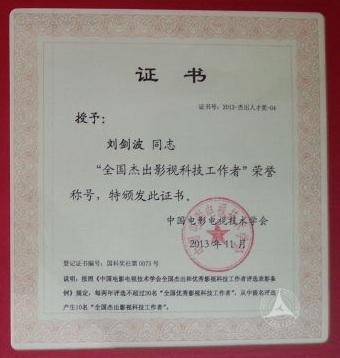 证书
证书号：2013-杰出人才奖-04
授予：
刘剑波 同志
“全国杰出影视科技工作者”荣誉
称号，特颁发此证书。
中国电影电视技术学会
2013年11月
登记证书编号：国科奖社第0073号
说明：按照《中国电影电视技术学会全国杰出和优秀影视科技工作者评选表彰条
例》规定，每两年评选不超过30名“全国优秀影视科技工作者”，从中提名评选
产生10名“全国杰出影视科技工作者”。